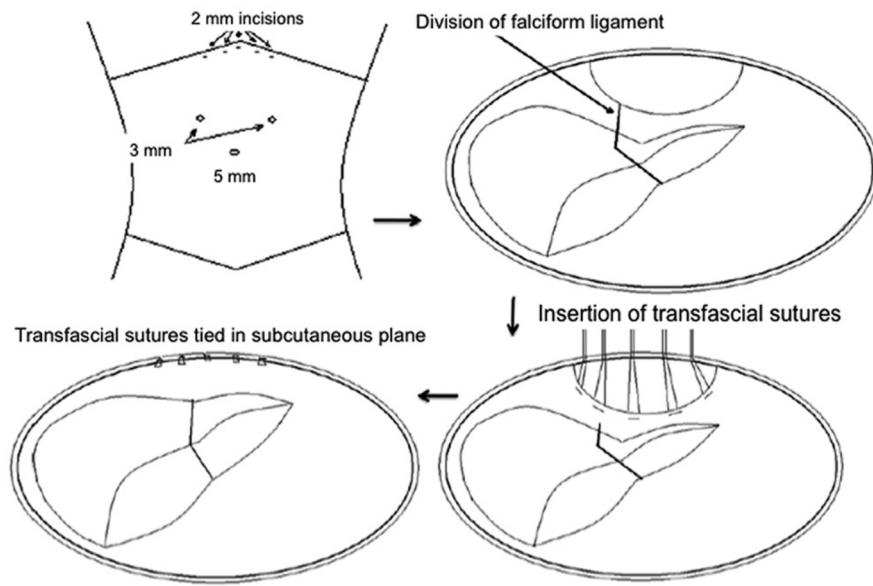 2 mm incisions
3 mm
5 mm
Division of falciform ligament
Insertion of transfascial sutures
Transfascial sutures tied in subcutaneous plane